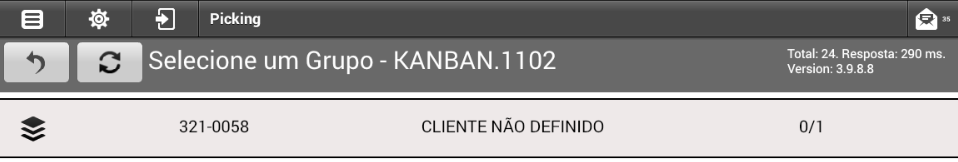 Picking
35
Selecione um Grupo - KANBAN.1102
Total: 24. Resposta: 290 ms.
Version: 3.9.8.8
321-0058 CLIENTE NÃO DEFINIDO 0/1